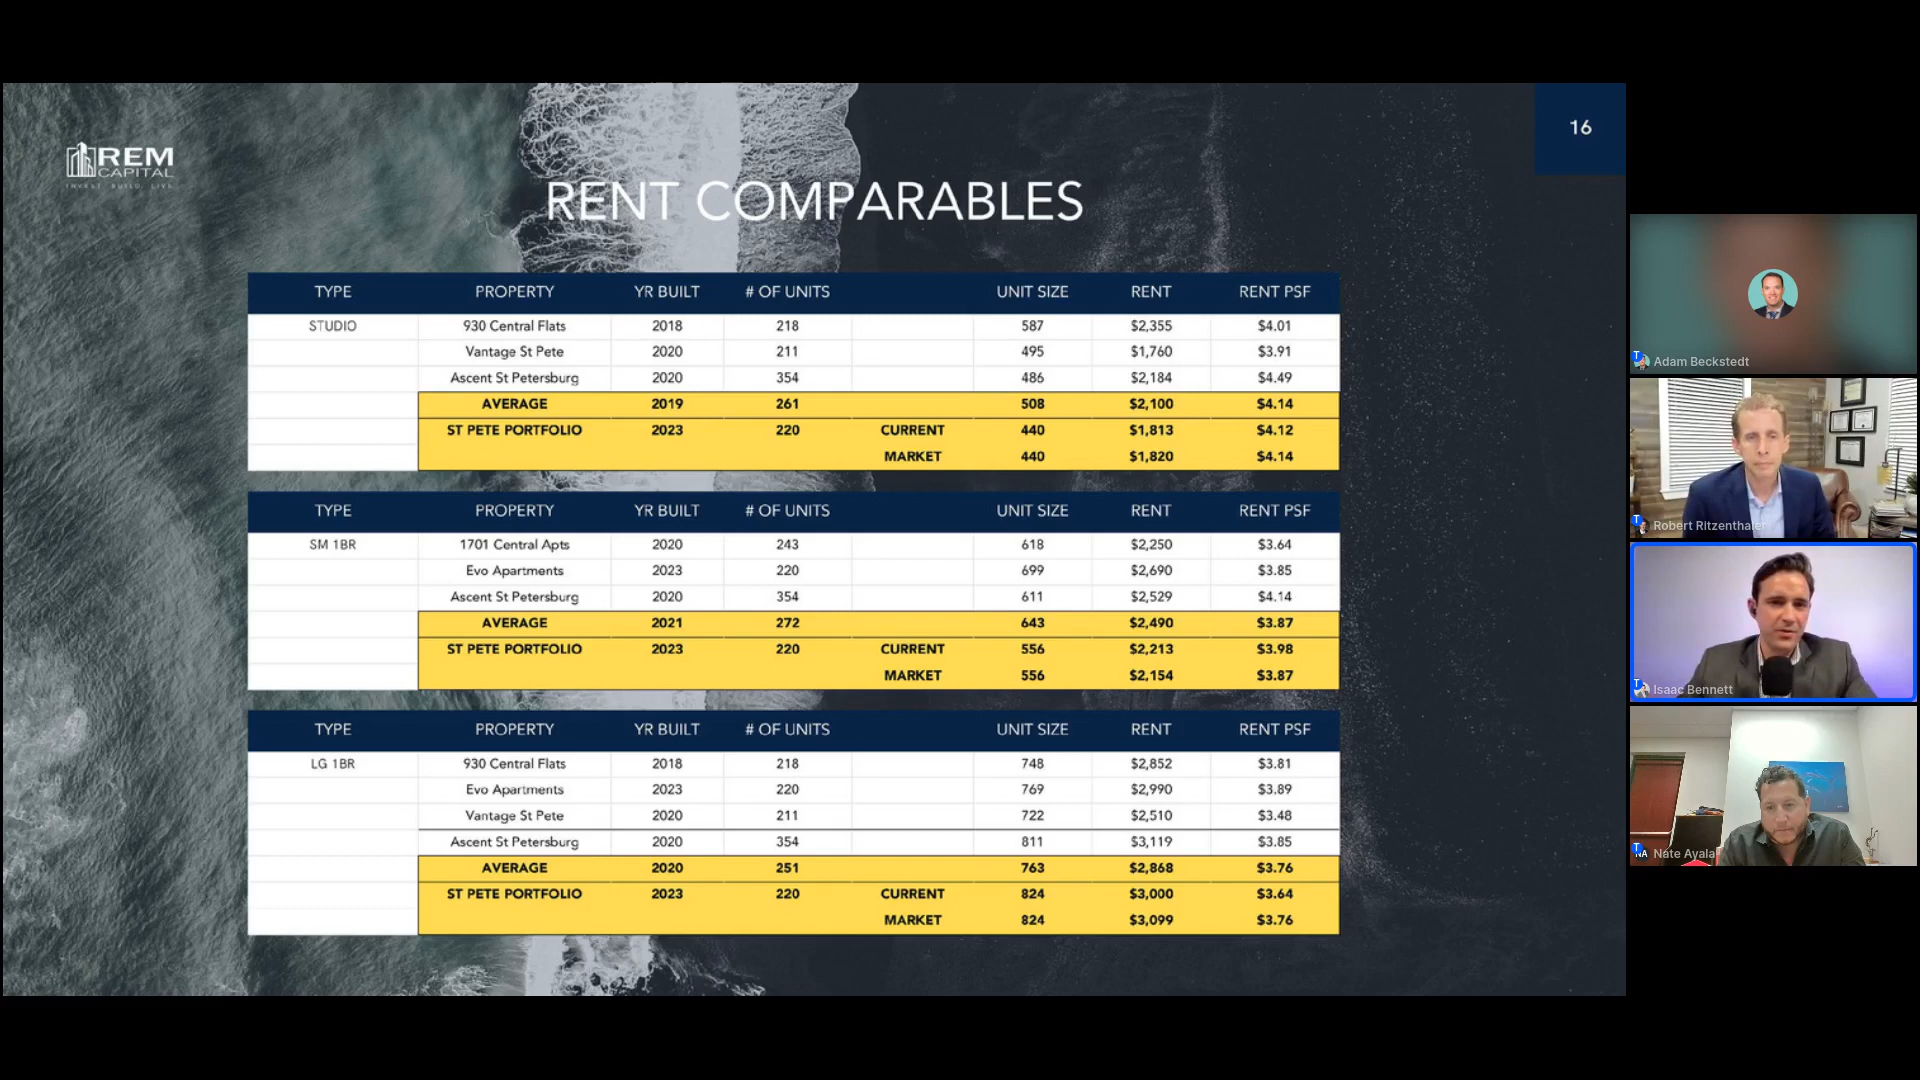 16
REM
CAPITAL
INVEST. BUILD. LIVE.
RENT COMPARABLES
TYPE PROPERTY YR BUILT # OF UNITS UNIT SIZE RENT RENT PSF
STUDIO 930 Central Flats 2018 218 587 $2,355 $4.01
Vantage St Pete 2020 211 495 $1,760 $3.91
Ascent St Petersburg 2020 354 486 $2,184 $4.49
AVERAGE 2019 261 508 $2,100 $4.14
ST PETE PORTFOLIO 2023 220 CURRENT 440 $1,813 $4.12
MARKET 440 $1,820 $4.14
TYPE PROPERTY YR BUILT # OF UNITS UNIT SIZE RENT RENT PSF
SM 1BR 1701 Central Apts 2020 243 618 $2,250 $3.64
Evo Apartments 2023 220 699 $2,690 $3.85
Ascent St Petersburg 2020 354 611 $2,529 $4.14
AVERAGE 2021 272 643 $2,490 $3.87
ST PETE PORTFOLIO 2023 220 CURRENT 556 $2,213 $3.98
MARKET 556 $2,154 $3.87
TYPE PROPERTY YR BUILT # OF UNITS UNIT SIZE RENT RENT PSF
LG 1BR 930 Central Flats 2018 218 748 $2,852 $3.81
Evo Apartments 2023 220 769 $2,990 $3.89
Vantage St Pete 2020 211 722 $2,510 $3.48
Ascent St Petersburg 2020 354 811 $3,119 $3.85
AVERAGE 2020 251 763 $2,868 $3.76
ST PETE PORTFOLIO 2023 220 CURRENT 824 $3,000 $3.64
MARKET 824 $3,099 $3.76
T Adam Beckstedt
T Robert Ritzenthaler
T Isaac Bennett
T NA Nate Ayala